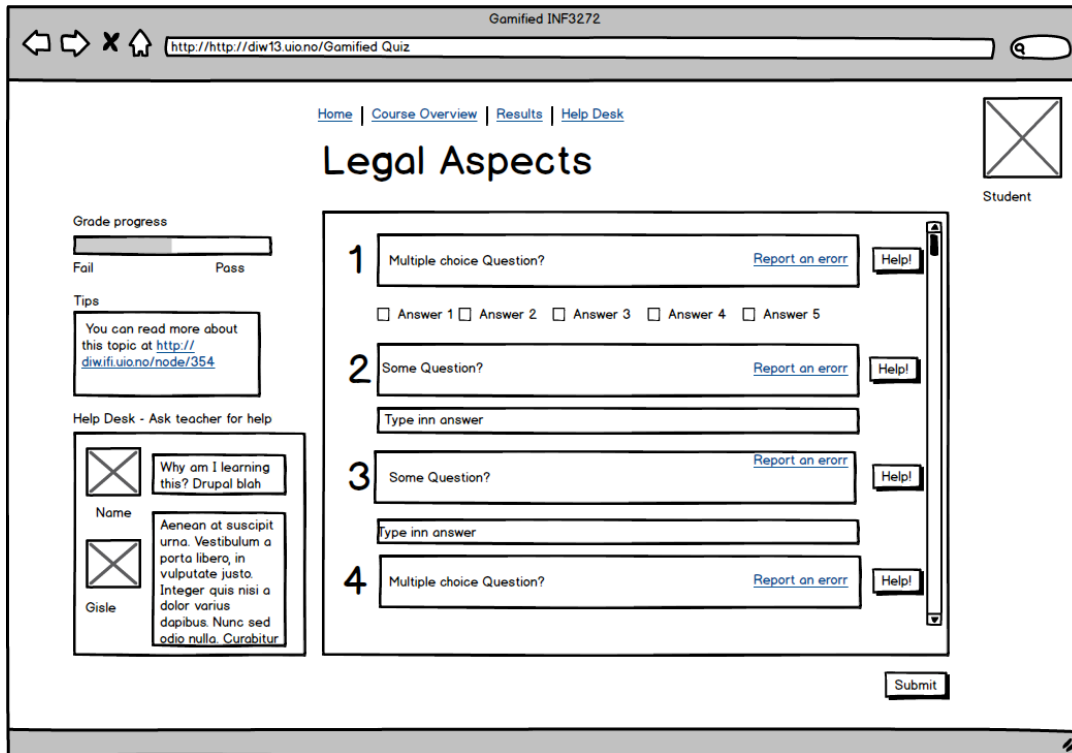 Gamified INF3272
http://http://diw13.uio.no/Gamified Quiz
Home | Course Overview | Results | Help Desk
Legal Aspects
Student
Grade progress
Fail Pass
Tips
You can read more about
this topic at http://
diw.ifi.uio.no/node/354
Help Desk - Ask teacher for help
Why am I learning
this? Drupal blah
Name
Aenean at suscipit
urna. Vestibulum a
porta libero, in
vulputate justo.
Integer quis nisi a
dolor varius
dapibus. Nunc sed
odio nulla. Curabitur
Gisle
1 Multiple choice Question? Report an erorr Help!
Answer 1 Answer 2 Answer 3 Answer 4 Answer 5
2 Some Question? Report an erorr Help!
Type inn answer
3 Some Question? Report an erorr Help!
Type inn answer
4 Multiple choice Question? Report an erorr Help!
Submit